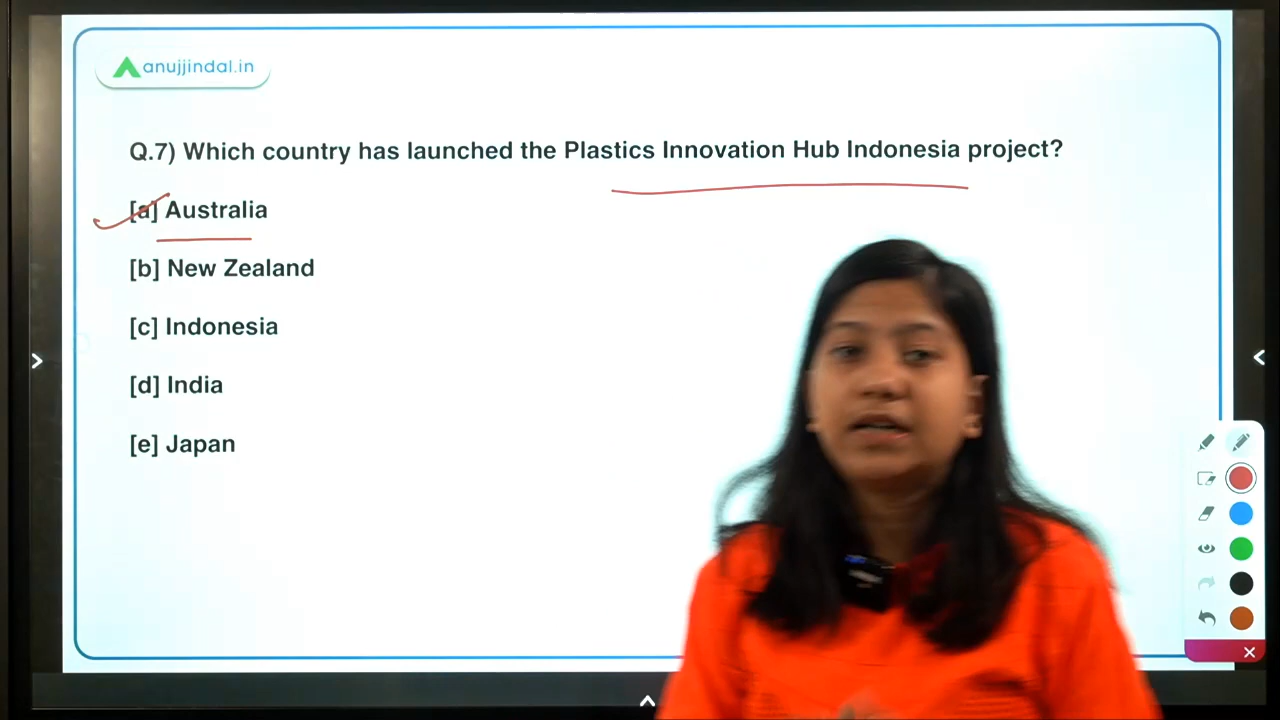 anujjindal.in
Q.7) Which country has launched the Plastics Innovation Hub Indonesia project?
[a] Australia
[b] New Zealand
[c] Indonesia
[d] India
[e] Japan